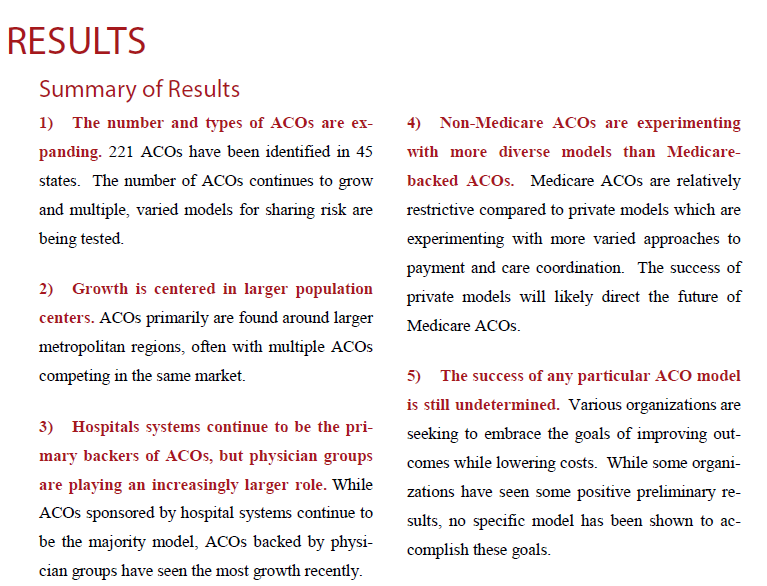 RESULTS
Summary of Results
1) The number and types of ACOs are ex-
panding. 221 ACOs have been identified in 45
states. The number of ACOs continues to grow
and multiple, varied models for sharing risk are
being tested.
2) Growth is centered in larger population
centers. ACOs primarily are found around larger
metropolitan regions, often with multiple ACOs
competing in the same market.
3) Hospitals systems continue to be the pri-
mary backers of ACOs, but physician groups
are playing an increasingly larger role. While
ACOs sponsored by hospital systems continue to
be the majority model, ACOs backed by physi-
cian groups have seen the most growth recently.
4) Non-Medicare ACOs are experimenting
with more diverse models than Medicare-
backed ACOs. Medicare ACOs are relatively
restrictive compared to private models which are
experimenting with more varied approaches to
payment and care coordination. The success of
private models will likely direct the future of
Medicare ACOs.
5) The success of any particular ACO model
is still undetermined. Various organizations are
seeking to embrace the goals of improving out-
comes while lowering costs. While some organi-
zations have seen some positive preliminary re-
sults, no specific model has been shown to ac-
complish these goals.